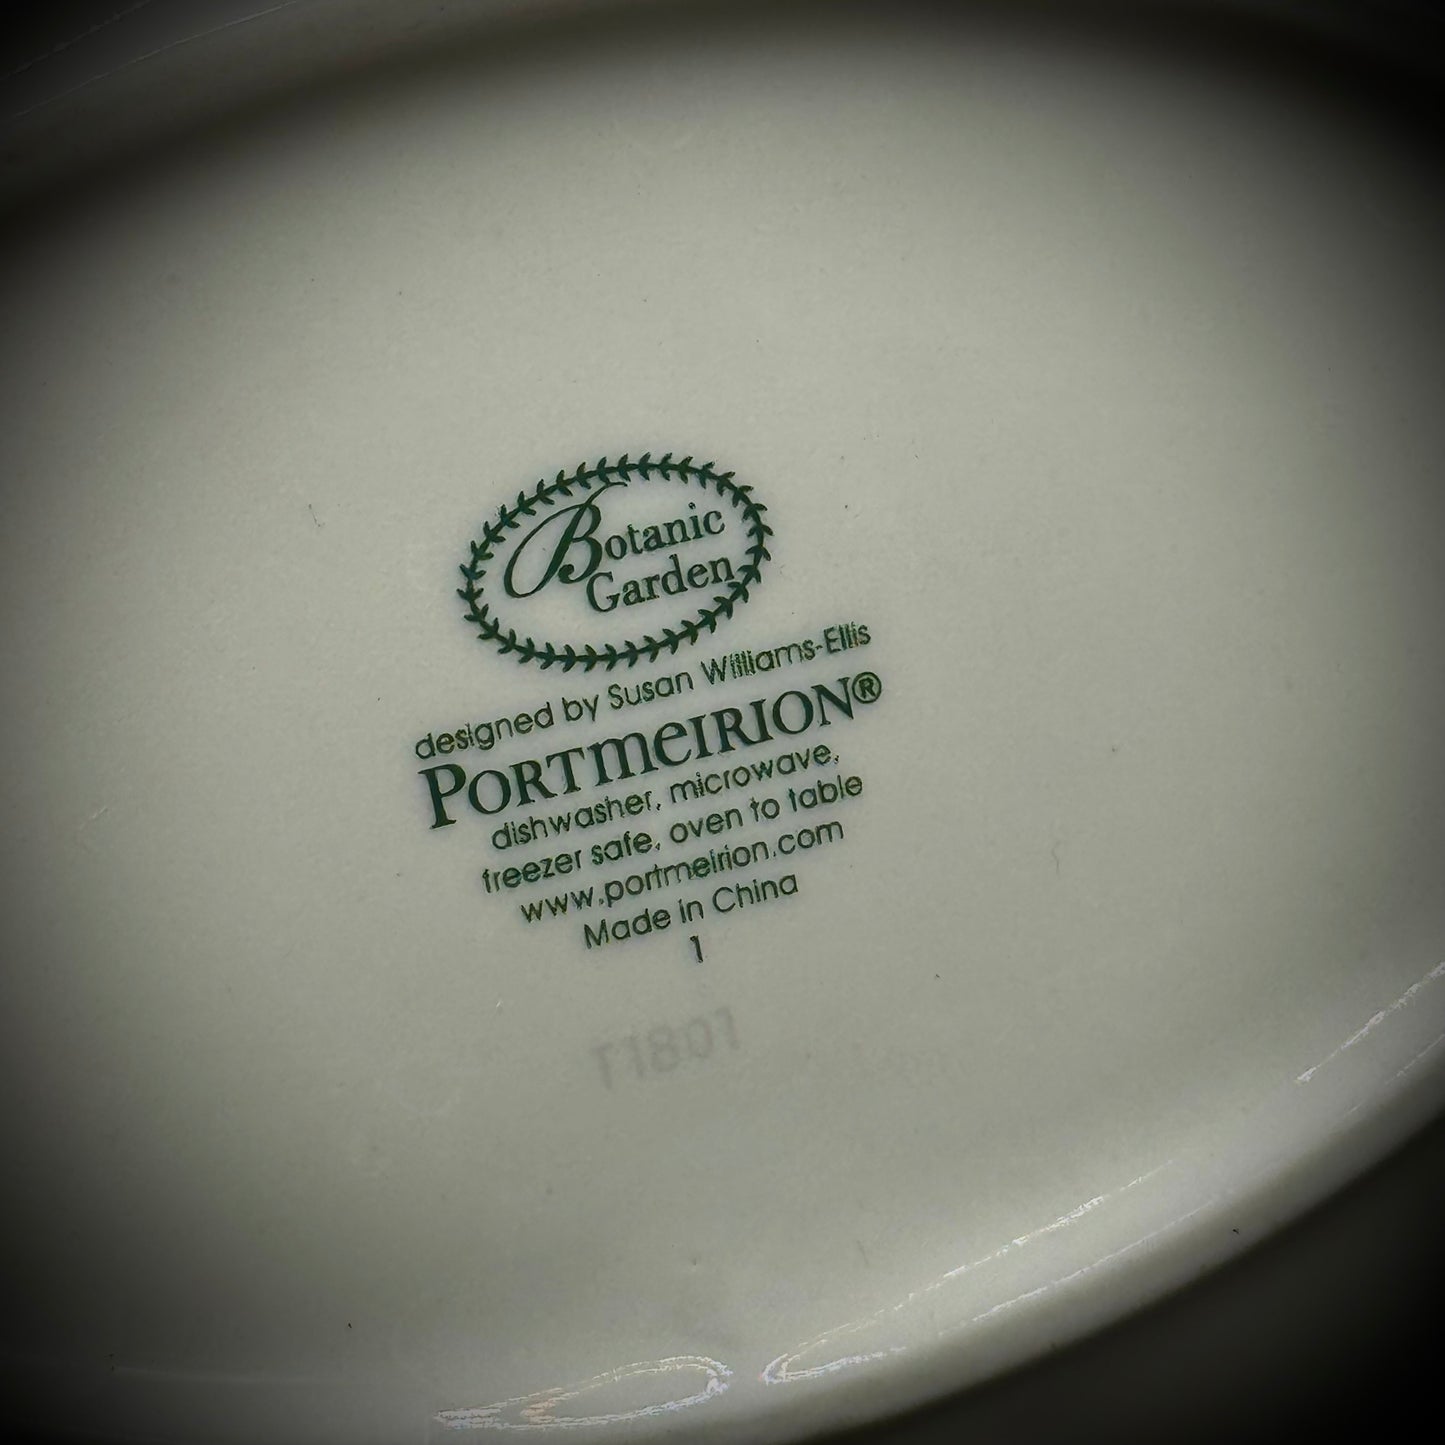 Botanic
Garden
designed by Susan Williams-Ellis
PORTMEIRION®
dishwasher, microwave,
freezer safe, oven to table
www.portmeirion.com
Made in China
1